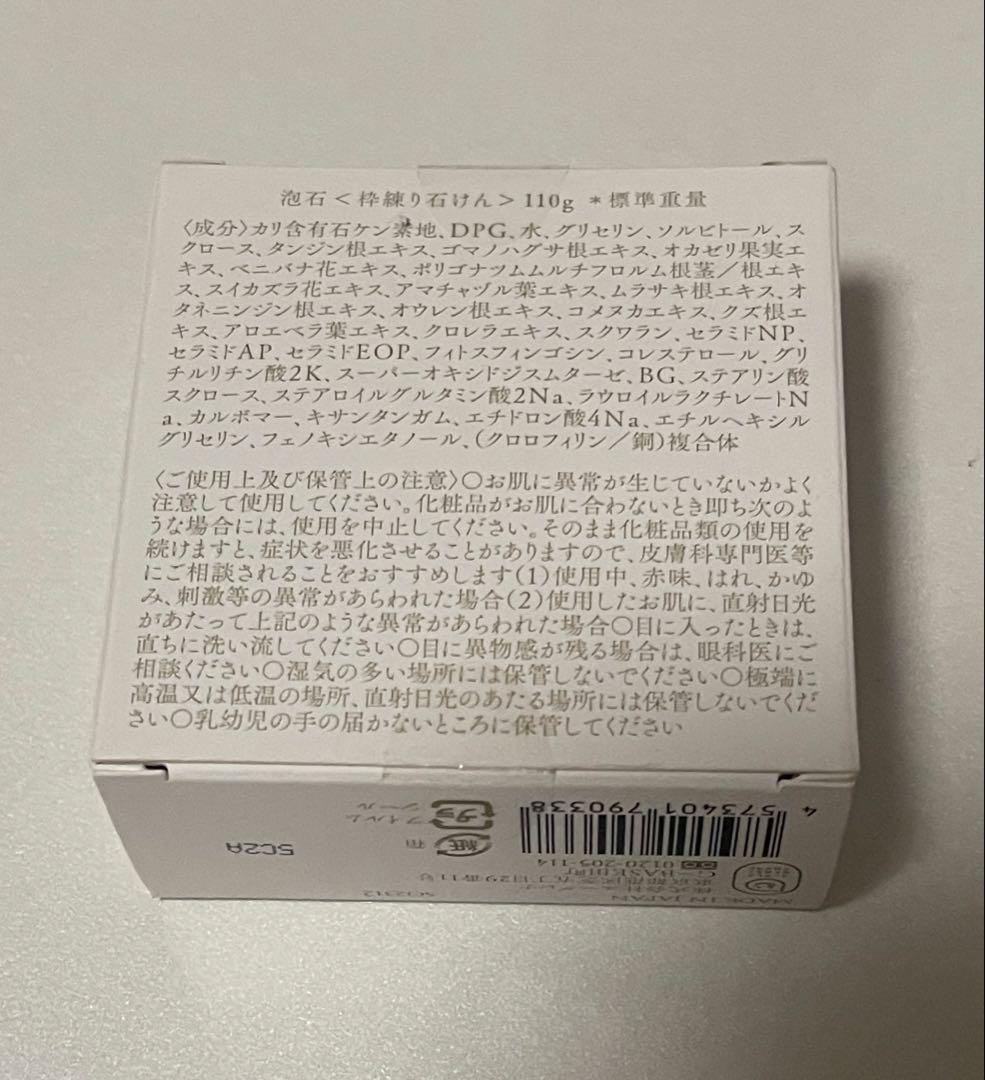 泡石＜枠練り石けん＞110g ＊標準重量
〈成分〉カリ含有石ケン素地、DPG、水、グリセリン、ソルビトール、ス
クロース、タンジン根エキス、ゴマノハグサ根エキス、オカゼリ果実エ
キス、ベニバナ花エキス、ポリゴナツムムルチフロルム根茎／根エキ
ス、スイカズラ花エキス、アマチャヅル葉エキス、ムラサキ根エキス、オ
タネニンジン根エキス、オウレン根エキス、コメヌカエキス、クズ根エ
キス、アロエベラ葉エキス、クロレラエキス、スクワラン、セラミドNP、
セラミドAP、セラミドEOP、フィトスフィンゴシン、コレステロール、グリ
チルリチン酸2K、スーパーオキシドジスムターゼ、BG、ステアリン酸
スクロース、ステアロイルグルタミン酸2Na、ラウロイルラクチレートN
a、カルボマー、キサンタンガム、エチドロン酸4Na、エチルヘキシル
グリセリン、フェノキシエタノール、（クロロフィリン／銅）複合体
〈ご使用上及び保管上の注意〉〇お肌に異常が生じていないかよく
注意して使用してください。化粧品がお肌に合わないとき即ち次のよ
うな場合には、使用を中止してください。そのまま化粧品類の使用を
続けますと、症状を悪化させることがありますので、皮膚科専門医等
にご相談されることをおすすめします（1）使用中、赤味、はれ、かゆ
み、刺激等の異常があらわれた場合（2）使用したお肌に、直射日光
があたって上記のような異常があらわれた場合〇目に入ったときは、
直ちに洗い流してください〇目に異物感が残る場合は、眼科医にご
相談ください〇湿気の多い場所には保管しないでください〇極端に
高温又は低温の場所、直射日光のあたる場所には保管しないでくだ
さい〇乳幼児の手の届かないところに保管してください
4 573401 790338
プラ
フィルム
シール
紙
箱
5C2A
0120-205-114
G-BASE田町
MADE IN JAPAN